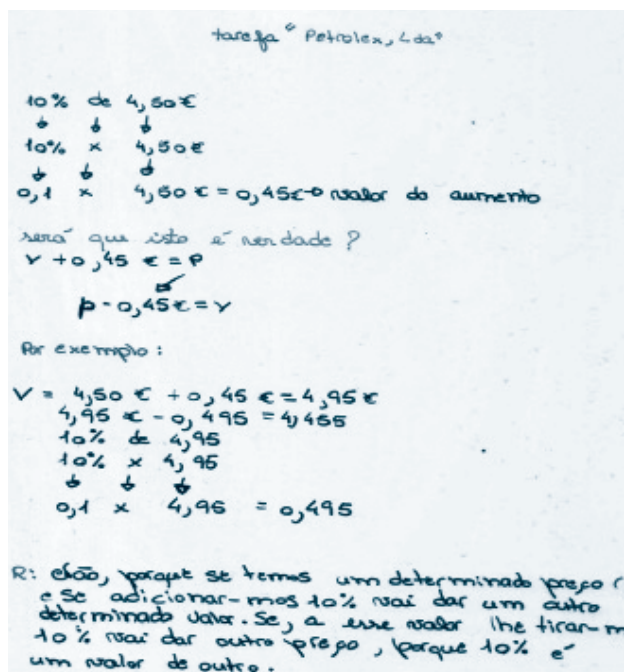 tarefa " Petrolex, Lda"
10% de 4,50€
↓ ↓ ↓
10% x 4,50€
↓ ↓ ↓
0,1 x 4,50€ = 0,45€ → valor do aumento
será que isto é verdade ?
V + 0,45 € = P
p - 0,45€ = V
Por exemplo :
V = 4,50 € + 0,45 € = 4,95€
4,95 € - 0,495 = 4,455
10% de 4,95
10% x 4,95
↓ ↓ ↓
0,1 x 4,95 = 0,495
R: Não, porque se temos um determinado preço (
e se adicionar-mos 10% vai dar um outro
determinado valor. Se, a esse valor lhe tirar-m
10% vai dar outro preço, porque 10% é
um valor de outro.